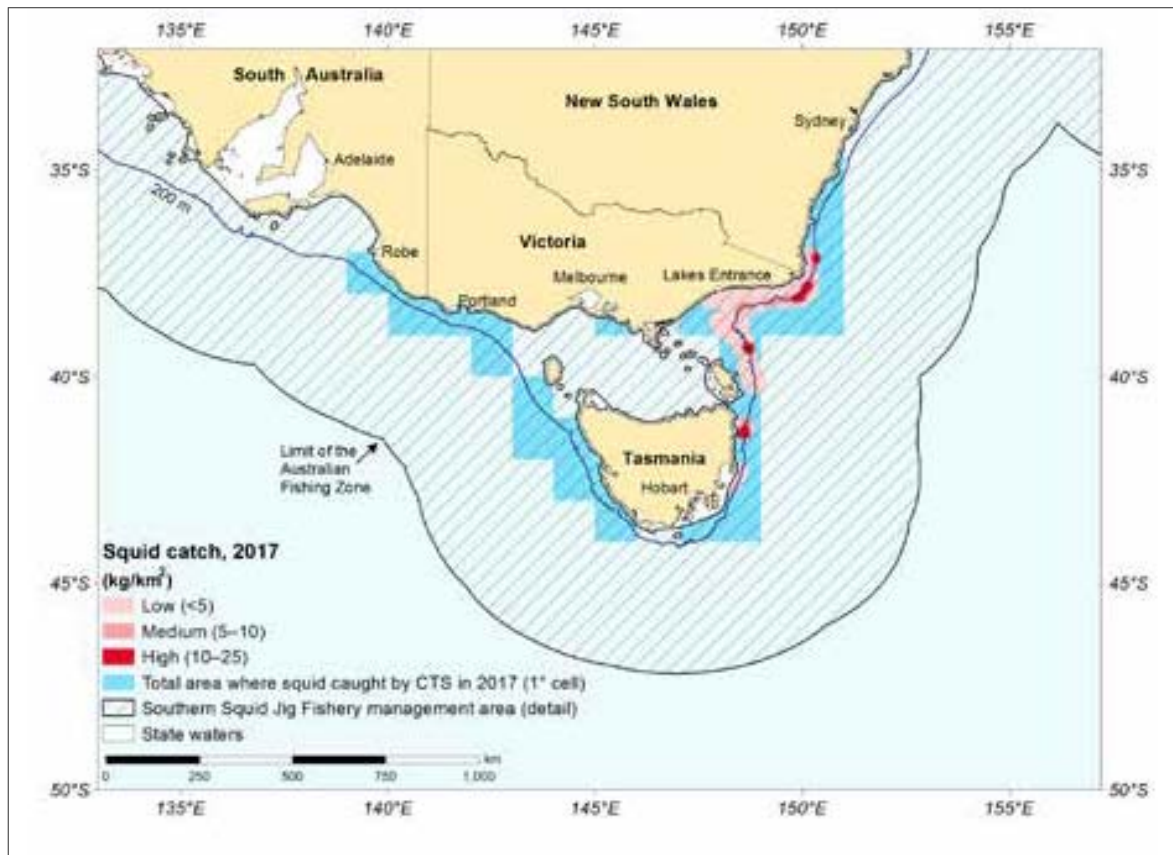 135°E 140°E 145°E 150°E 155°E
South Australia
New South Wales
Sydney
Adelaide
35°S 35°S
200 m
Robe
Victoria
Melbourne
Lakes Entrance
Portland
40°S 40°S
Limit of the
Australian
Fishing Zone
Tasmania
Hobart
Squid catch, 2017
(kg/km²)
45°S 45°S
Low (<5)
Medium (5–10)
High (10–25)
Total area where squid caught by CTS in 2017 (1° cell)
Southern Squid Jig Fishery management area (detail)
State waters
km
0 250 500 750 1,000
50°S 50°S
135°E 140°E 145°E 150°E 155°E